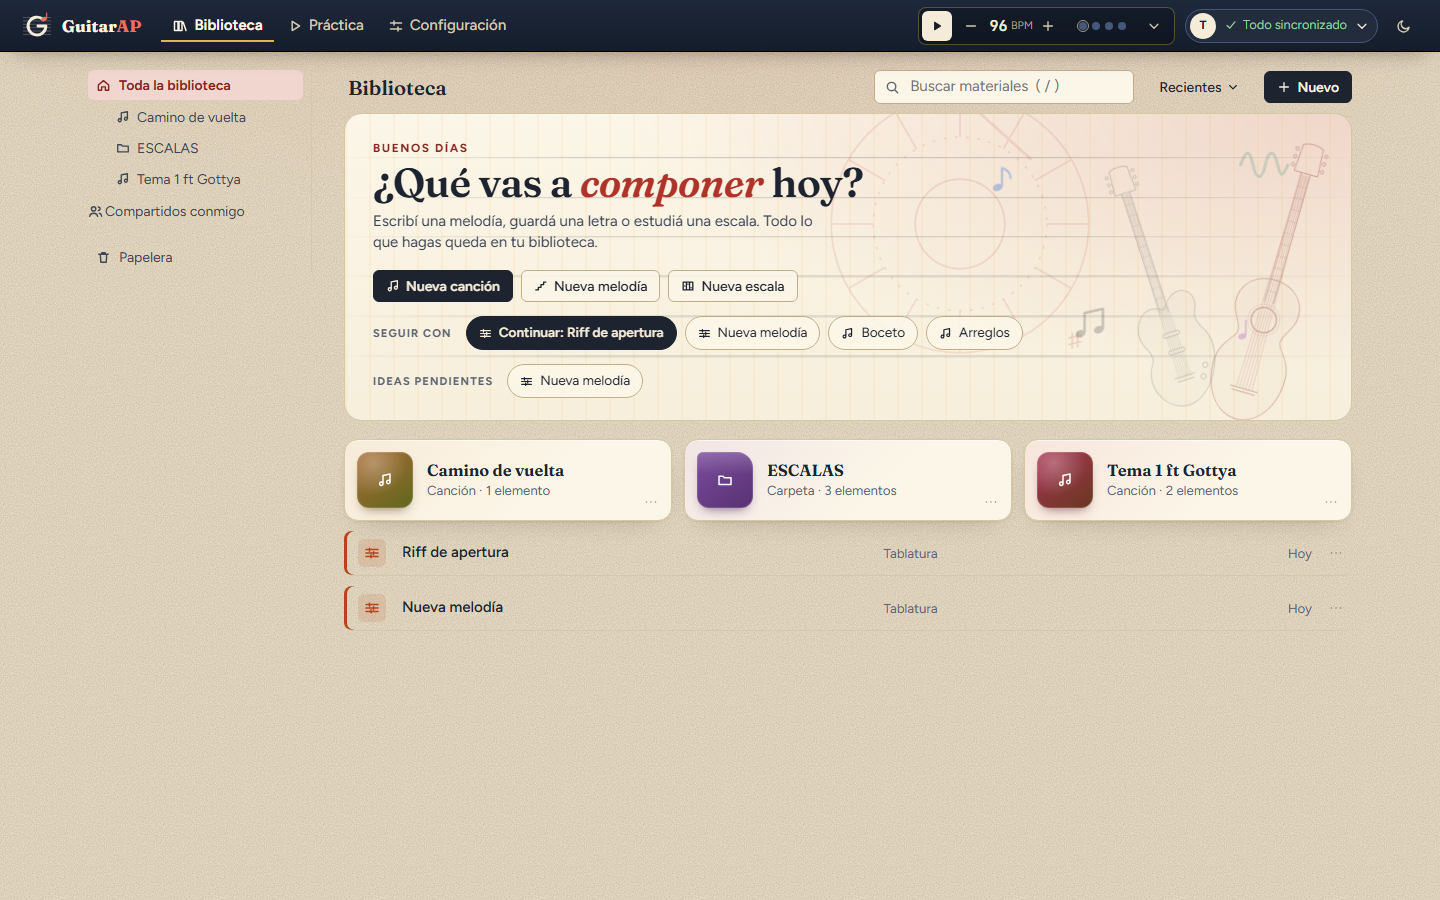 GuitarAP
Biblioteca
Práctica
Configuración
96 BPM
T
Todo sincronizado
Toda la biblioteca
Camino de vuelta
ESCALAS
Tema 1 ft Gottya
Compartidos conmigo
Papelera
Biblioteca
Buscar materiales ( / )
Recientes
Nuevo
BUENOS DÍAS
¿Qué vas a componer hoy?
Escribí una melodía, guardá una letra o estudiá una escala. Todo lo
que hagas queda en tu biblioteca.
Nueva canción
Nueva melodía
Nueva escala
SEGUIR CON
Continuar: Riff de apertura
Nueva melodía
Boceto
Arreglos
IDEAS PENDIENTES
Nueva melodía
Camino de vuelta
Canción · 1 elemento
ESCALAS
Carpeta · 3 elementos
Tema 1 ft Gottya
Canción · 2 elementos
Riff de apertura
Tablatura
Hoy
Nueva melodía
Tablatura
Hoy